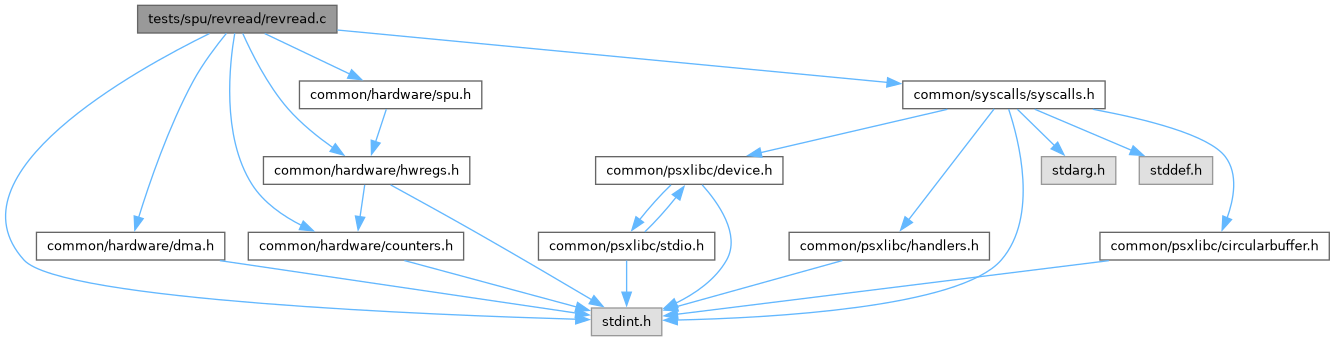 tests/spu/revread/revread.c
common/hardware/spu.h
common/syscalls/syscalls.h
common/hardware/hwregs.h
common/psxlibc/device.h
stdarg.h
stddef.h
common/hardware/dma.h
common/hardware/counters.h
common/psxlibc/stdio.h
common/psxlibc/handlers.h
common/psxlibc/circularbuffer.h
stdint.h